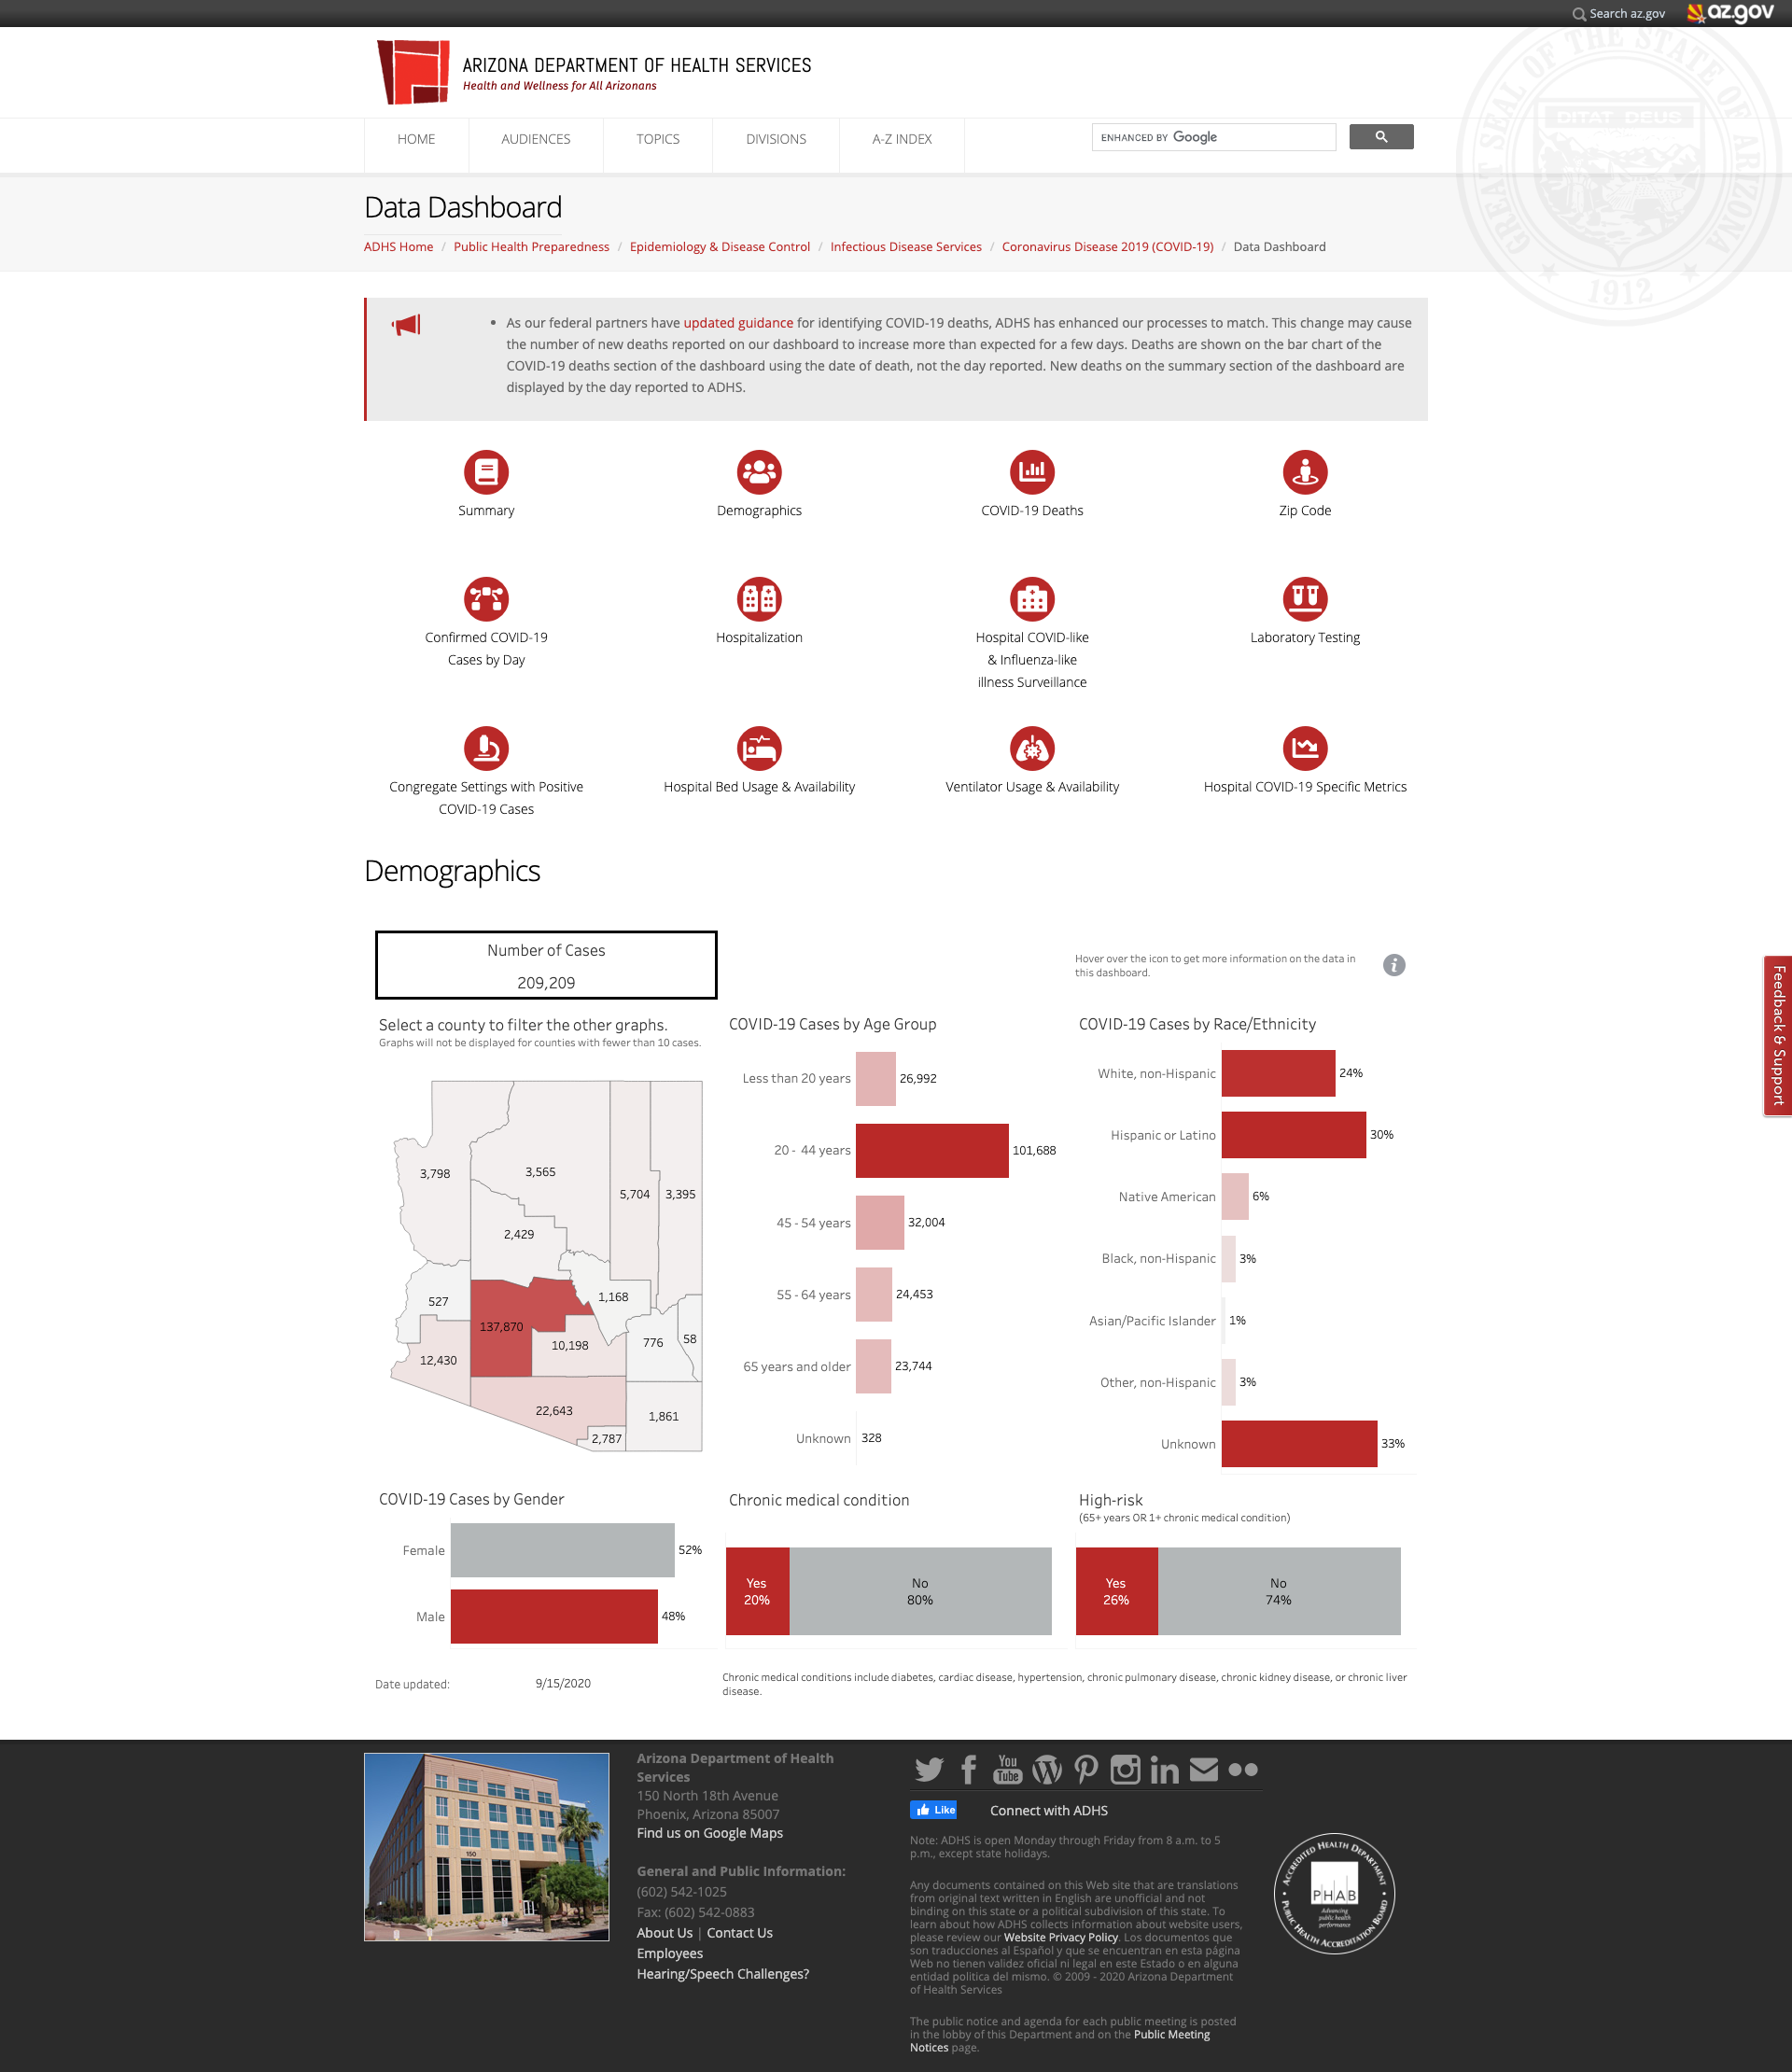 Search az.gov
az.gov
GREAT SEAL OF THE STATE OF ARIZONA
DITAT DEUS
1912
ARIZONA DEPARTMENT OF HEALTH SERVICES
Health and Wellness for All Arizonans
HOME
AUDIENCES
TOPICS
DIVISIONS
A-Z INDEX
ENHANCED BY Google
Data Dashboard
ADHS Home / Public Health Preparedness / Epidemiology & Disease Control / Infectious Disease Services / Coronavirus Disease 2019 (COVID-19) / Data Dashboard
• As our federal partners have updated guidance for identifying COVID-19 deaths, ADHS has enhanced our processes to match. This change may cause
the number of new deaths reported on our dashboard to increase more than expected for a few days. Deaths are shown on the bar chart of the
COVID-19 deaths section of the dashboard using the date of death, not the day reported. New deaths on the summary section of the dashboard are
displayed by the day reported to ADHS.
Summary
Demographics
COVID-19 Deaths
Zip Code
Confirmed COVID-19
Cases by Day
Hospitalization
Hospital COVID-like
& Influenza-like
illness Surveillance
Laboratory Testing
Congregate Settings with Positive
COVID-19 Cases
Hospital Bed Usage & Availability
Ventilator Usage & Availability
Hospital COVID-19 Specific Metrics
Demographics
Number of Cases
209,209
Hover over the icon to get more information on the data in
this dashboard.
i
Feedback & Support
Select a county to filter the other graphs.
Graphs will not be displayed for counties with fewer than 10 cases.
3,798
3,565
5,704
3,395
2,429
527
1,168
137,870
10,198
776
58
12,430
22,643
1,861
2,787
COVID-19 Cases by Age Group
Less than 20 years 26,992
20 - 44 years 101,688
45 - 54 years 32,004
55 - 64 years 24,453
65 years and older 23,744
Unknown 328
COVID-19 Cases by Race/Ethnicity
White, non-Hispanic 24%
Hispanic or Latino 30%
Native American 6%
Black, non-Hispanic 3%
Asian/Pacific Islander 1%
Other, non-Hispanic 3%
Unknown 33%
COVID-19 Cases by Gender
Female 52%
Male 48%
Chronic medical condition
Yes
20%
No
80%
High-risk
(65+ years OR 1+ chronic medical condition)
Yes
26%
No
74%
Date updated: 9/15/2020
Chronic medical conditions include diabetes, cardiac disease, hypertension, chronic pulmonary disease, chronic kidney disease, or chronic liver
disease.
150
Arizona Department of Health
Services
150 North 18th Avenue
Phoenix, Arizona 85007
Find us on Google Maps
General and Public Information:
(602) 542-1025
Fax: (602) 542-0883
About Us | Contact Us
Employees
Hearing/Speech Challenges?
You
Tube
Like
Connect with ADHS
Note: ADHS is open Monday through Friday from 8 a.m. to 5
p.m., except state holidays.
Any documents contained on this Web site that are translations
from original text written in English are unofficial and not
binding on this state or a political subdivision of this state. To
learn about how ADHS collects information about website users,
please review our Website Privacy Policy. Los documentos que
son traducciones al Español y que se encuentran en esta página
Web no tienen validez oficial ni legal en este Estado o en alguna
entidad politica del mismo. © 2009 - 2020 Arizona Department
of Health Services
The public notice and agenda for each public meeting is posted
in the lobby of this Department and on the Public Meeting
Notices page.
ACCREDITED HEALTH DEPARTMENT
PHAB
Advancing
public health
performance
PUBLIC HEALTH ACCREDITATION BOARD